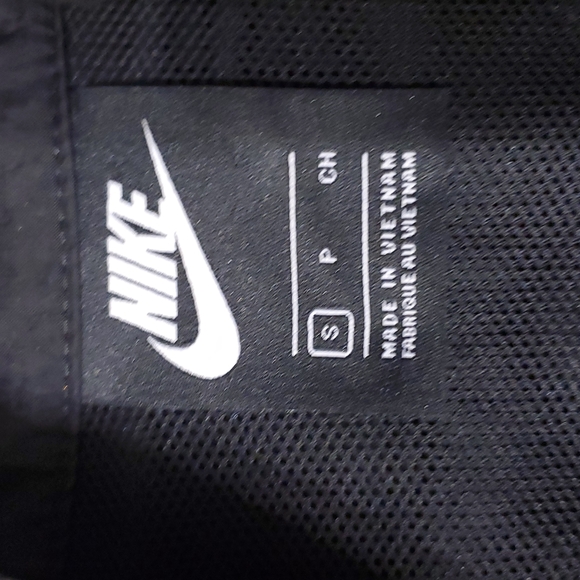 NIKE
S P CH
MADE IN VIETNAM
FABRIQUE AU VIETNAM